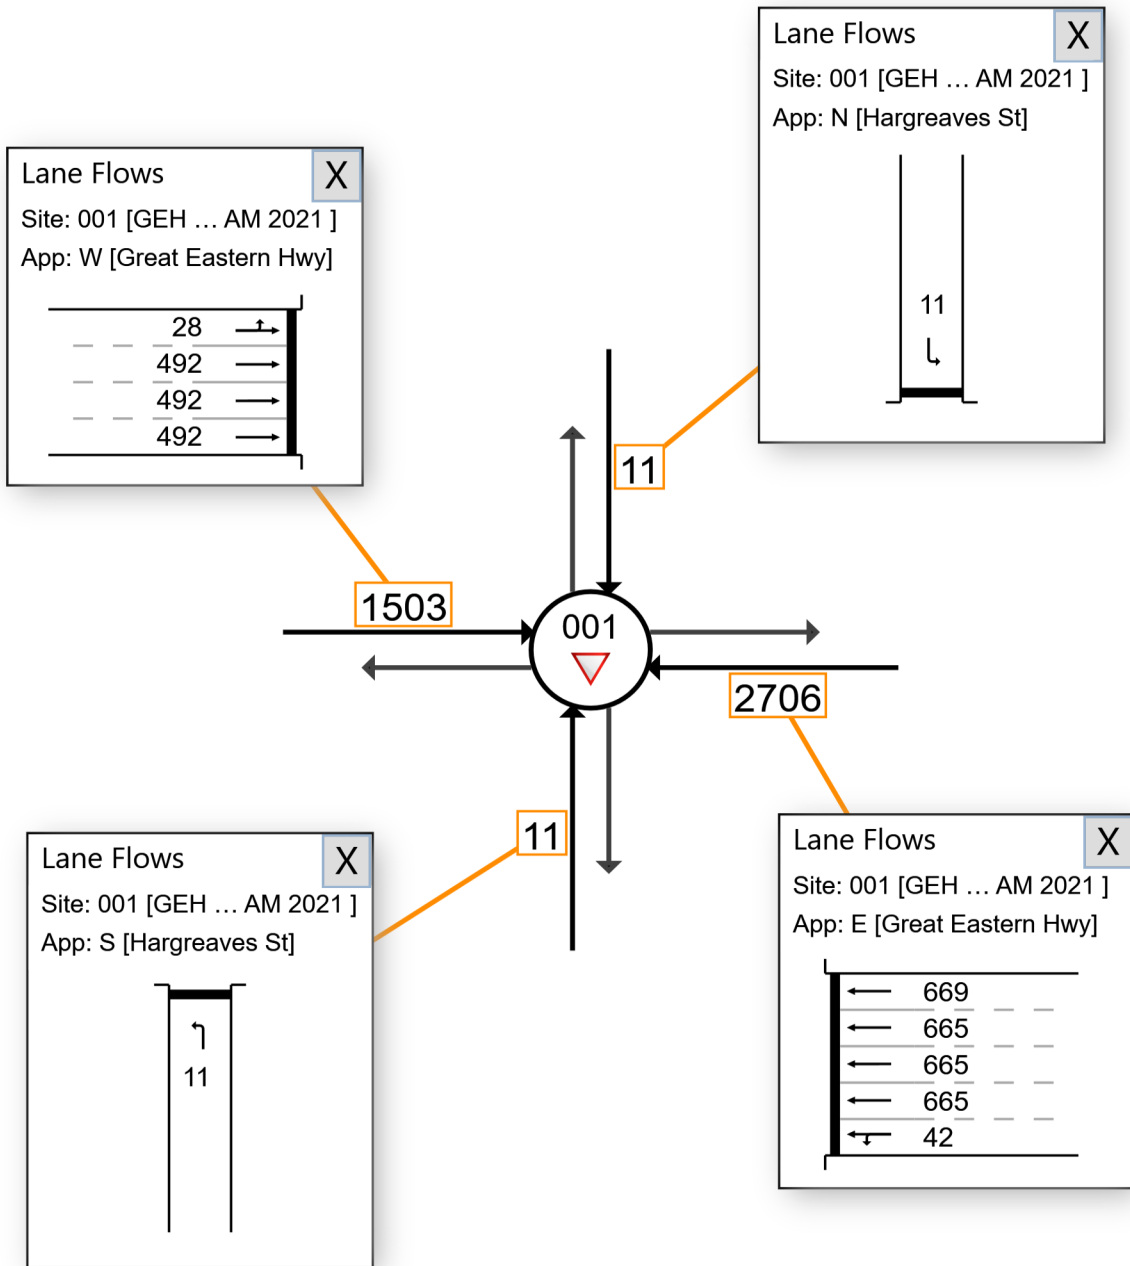 Lane Flows
X
Site: 001 [GEH ... AM 2021 ]
App: N [Hargreaves St]
11
Lane Flows
X
Site: 001 [GEH ... AM 2021 ]
App: W [Great Eastern Hwy]
28
492
492
492
11
1503
001
2706
11
Lane Flows
X
Site: 001 [GEH ... AM 2021 ]
App: S [Hargreaves St]
11
Lane Flows
X
Site: 001 [GEH ... AM 2021 ]
App: E [Great Eastern Hwy]
669
665
665
665
42